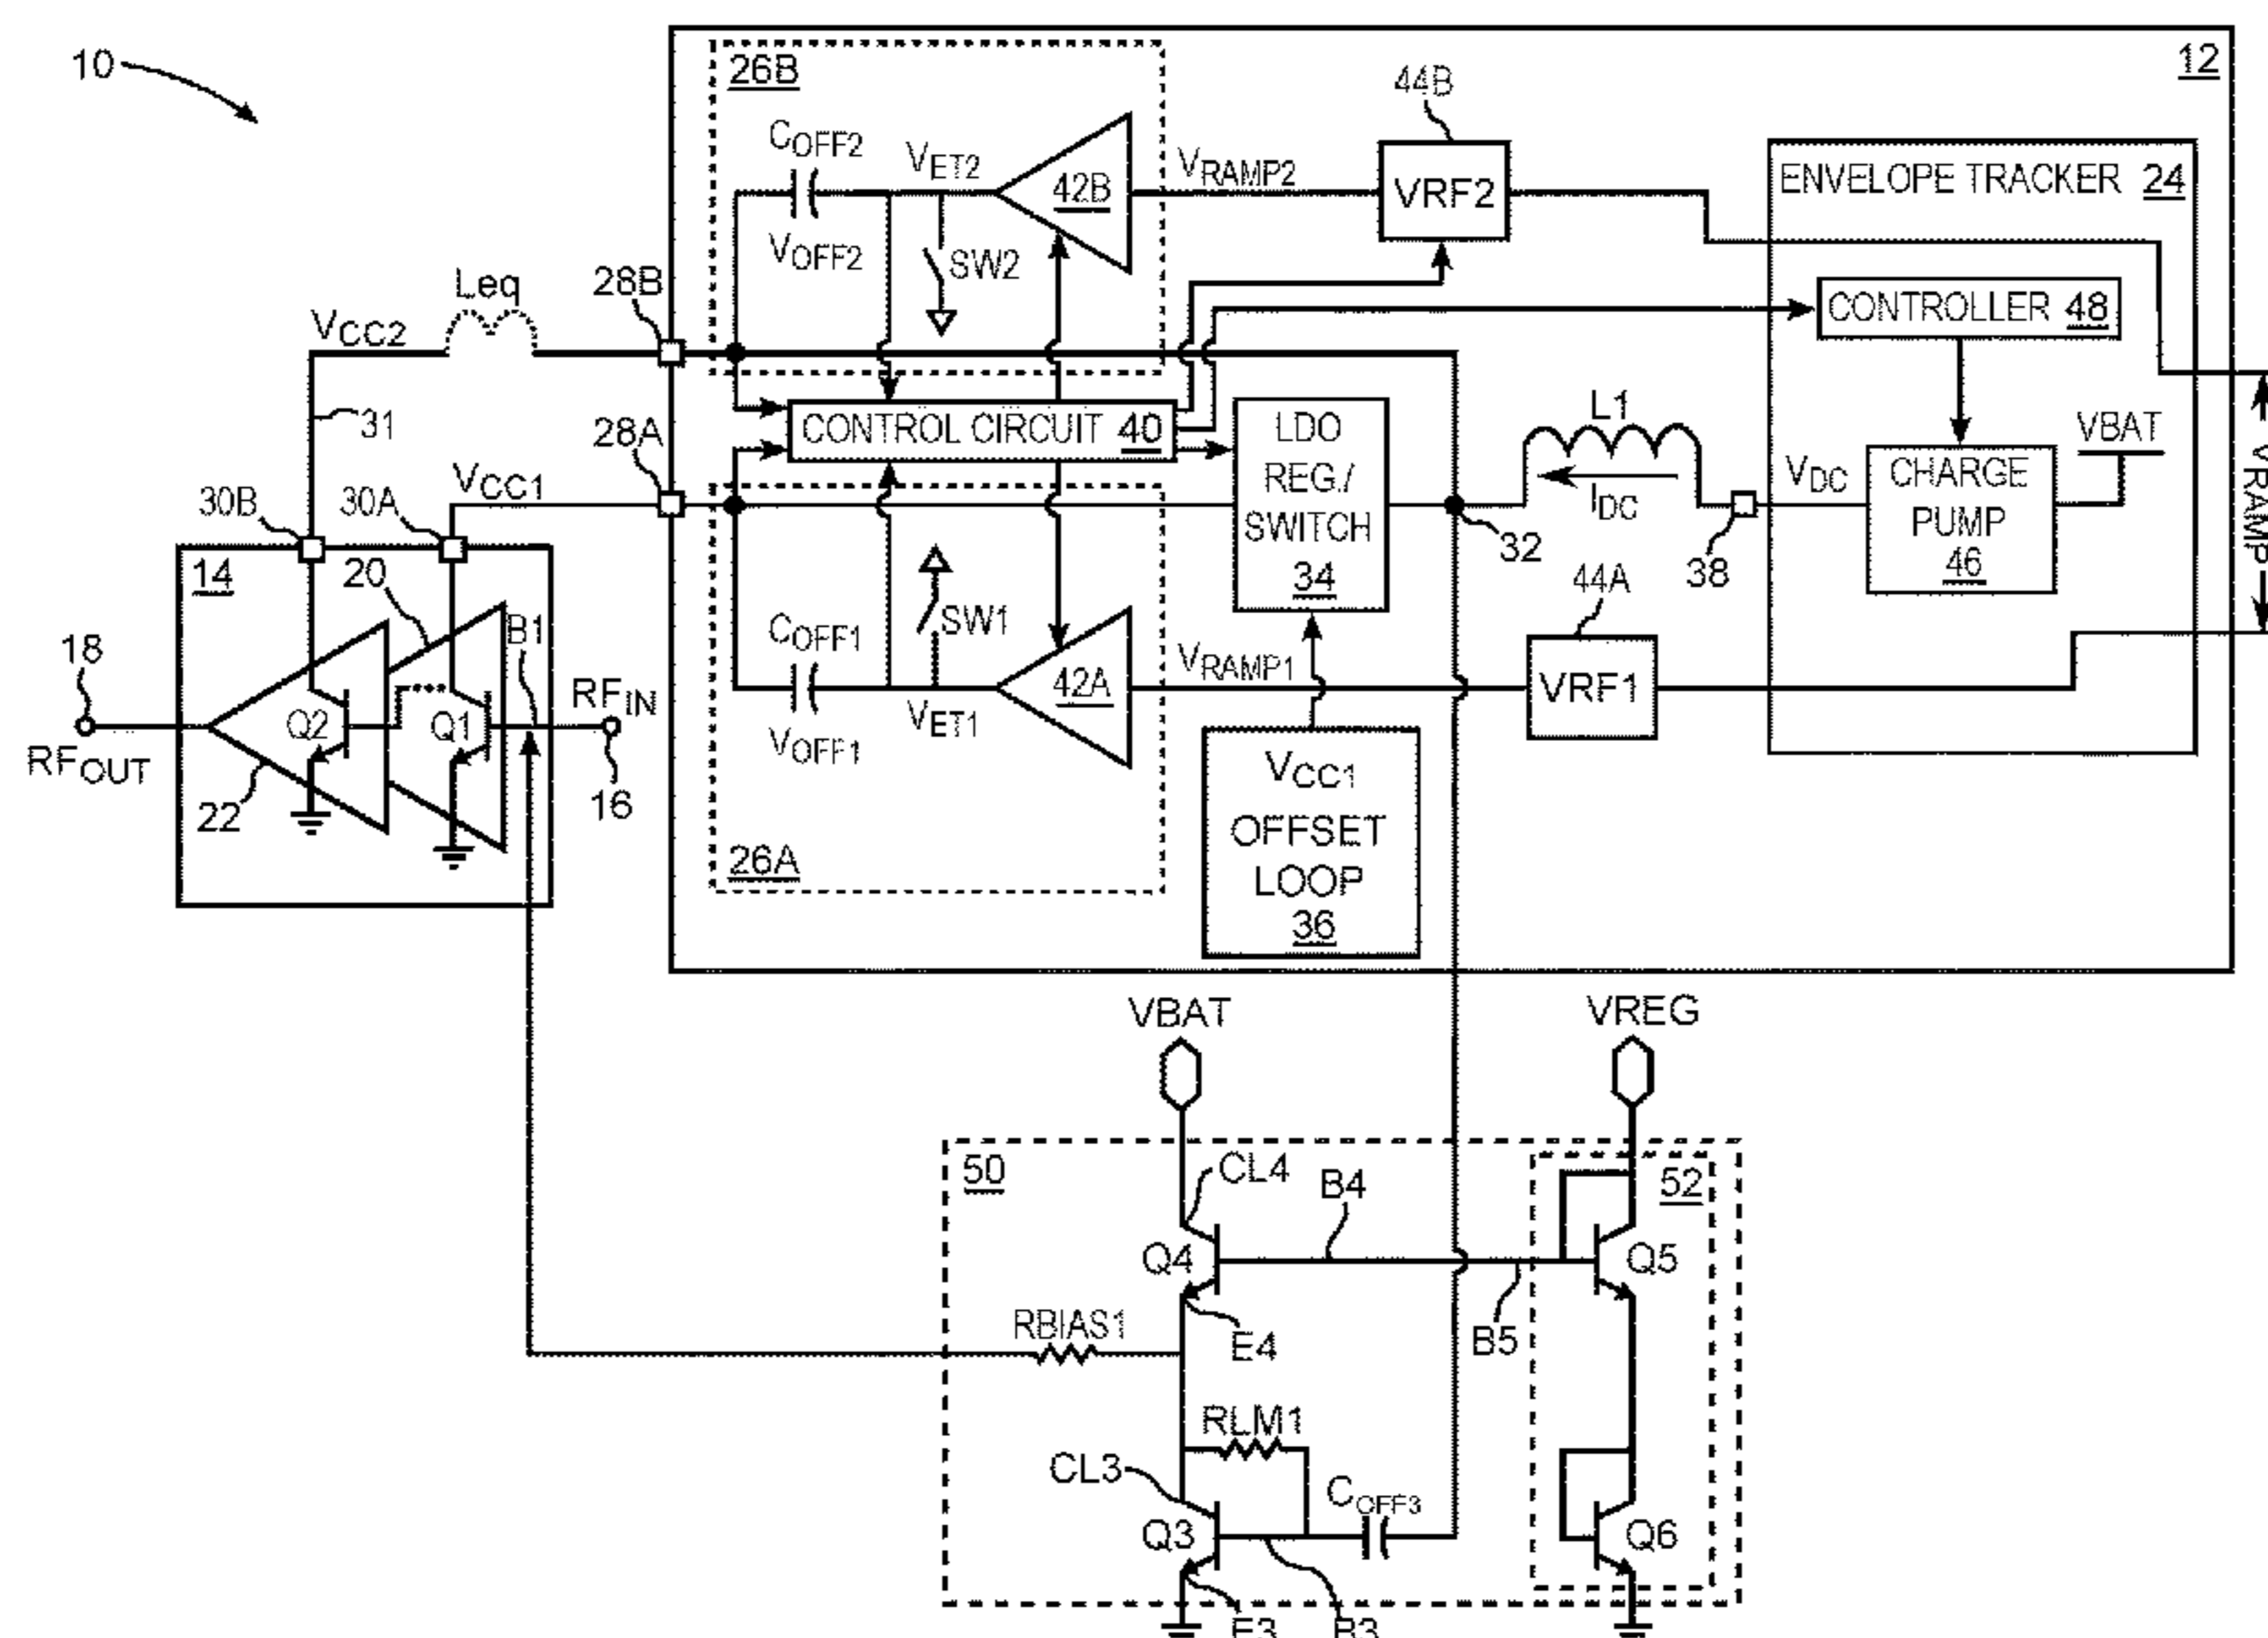 10
12
26B
44B
COFF2
VET2
42B
VRAMP2
VRF2
ENVELOPE TRACKER 24
VOFF2
SW2
28B
Leq
VCC2
CONTROLLER 48
31
28A
CONTROL CIRCUIT 40
LDO REG./ SWITCH 34
L1
IDC
VBAT
VDC
CHARGE PUMP 46
VRAMP
VCC1
30B
30A
32
38
44A
14
20
B1
SW1
COFF1
42A
VRAMP1
VRF1
18
RFIN
Q2
Q1
VET1
VOFF1
RFOUT
22
16
26A
VCC1
OFFSET
LOOP
36
VBAT
VREG
50
CL4
B4
52
Q4
Q5
RBIAS1
E4
B5
RLM1
CL3
COFF3
Q3
Q6
E3
B3